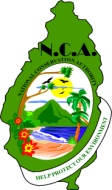 N.C.A.
NATIONAL CONSERVATION AUTHORITY
HELP PROTECT OUR ENVIRONMENT